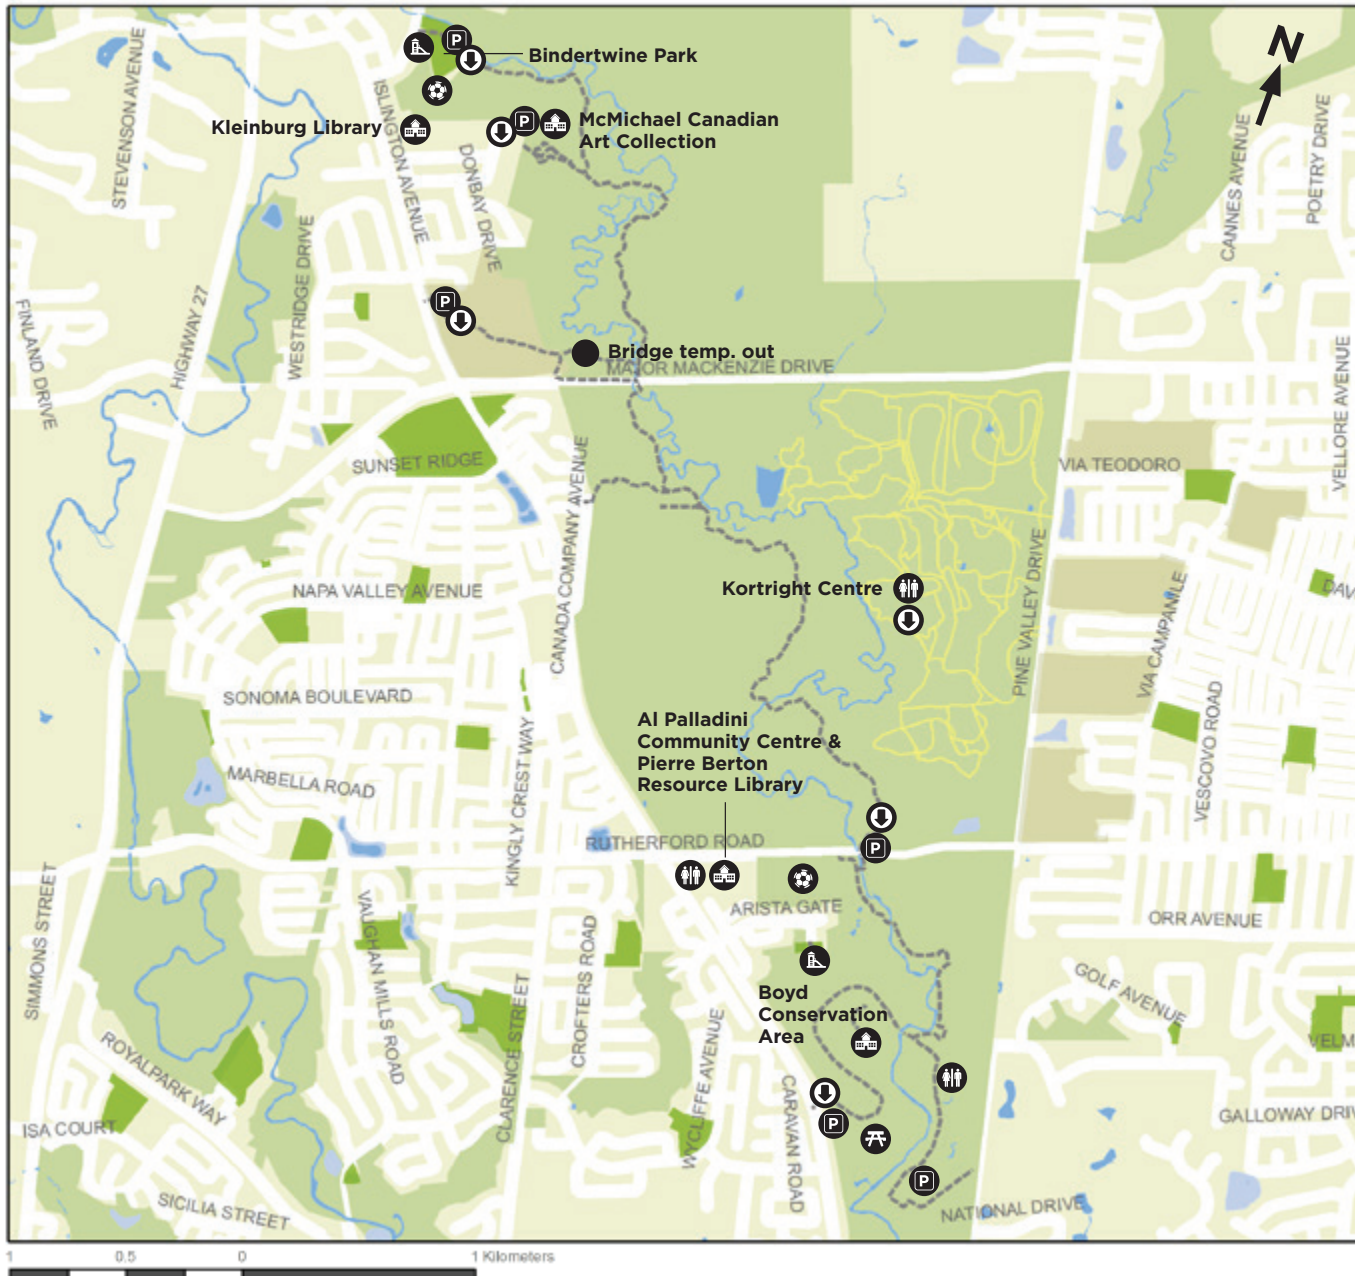 N
Bindertwine Park
STEVENSON AVENUE
ISLINGTON AVENUE
Kleinburg Library
P
P
McMichael Canadian
Art Collection
DONBAY DRIVE
CANNES AVENUE
POETRY DRIVE
WESTRIDGE DRIVE
HIGHWAY 27
FINLAND DRIVE
P
Bridge temp. out
MAJOR MACKENZIE DRIVE
VELLORE AVENUE
SUNSET RIDGE
VIA TEODORO
CANADA COMPANY AVENUE
NAPA VALLEY AVENUE
Kortright Centre
PINE VALLEY DRIVE
VIA CAMPANILE
DAV
SONOMA BOULEVARD
VESCOVO ROAD
Al Palladini
Community Centre &
Pierre Berton
Resource Library
MARBELLA ROAD
KINGLY CREST WAY
RUTHERFORD ROAD
P
SIMMONS STREET
VAUGHAN MILLS ROAD
ARISTA GATE
ORR AVENUE
CROFTERS ROAD
CLARENCE STREET
GOLF AVENUE
Boyd
Conservation
Area
WYCLIFFE AVENUE
VELM
ROYALPARK WAY
CARAVAN ROAD
P
ISA COURT
GALLOWAY DRIV
P
SICILIA STREET
NATIONAL DRIVE
1 0.5 0 1 Kilometers